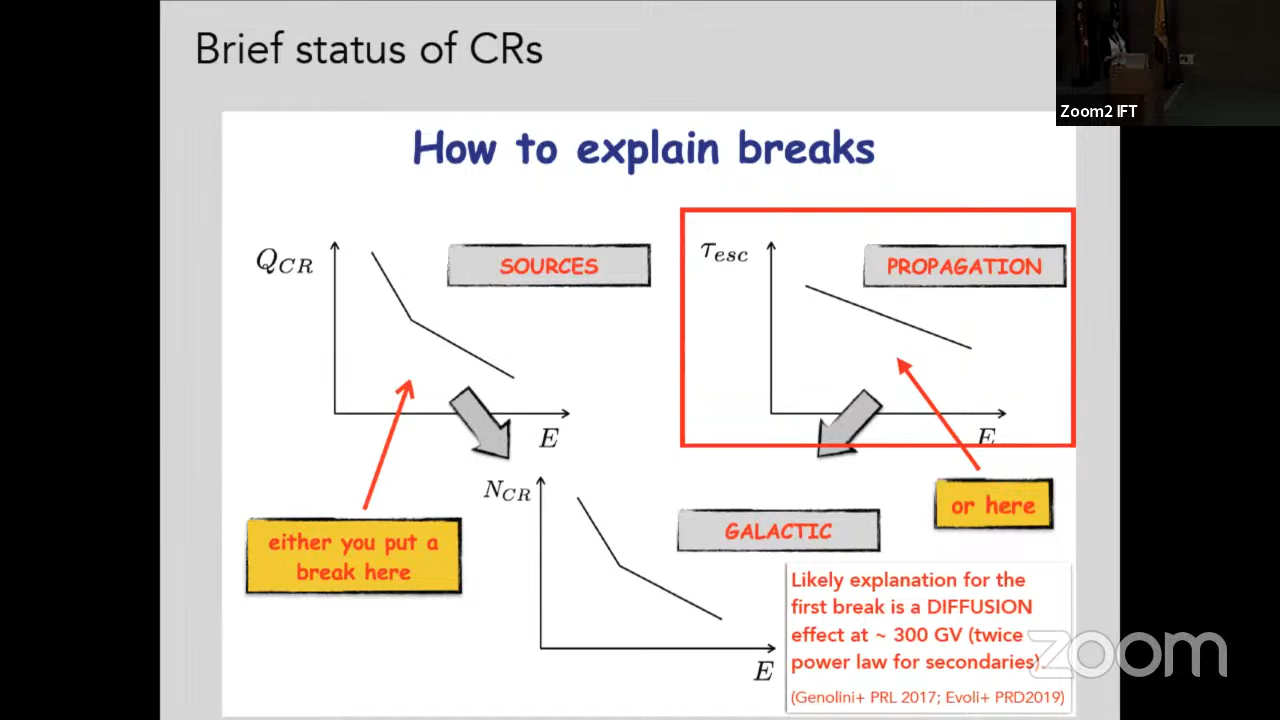 Brief status of CRs
Zoom2 IFT
How to explain breaks
Q_CR
SOURCES
E
τ_esc
PROPAGATION
E
N_CR
GALACTIC
E
either you put a
break here
or here
Likely explanation for the
first break is a DIFFUSION
effect at ~ 300 GV (twice
power law for secondaries).
(Genolini+ PRL 2017; Evoli+ PRD2019)
zoom